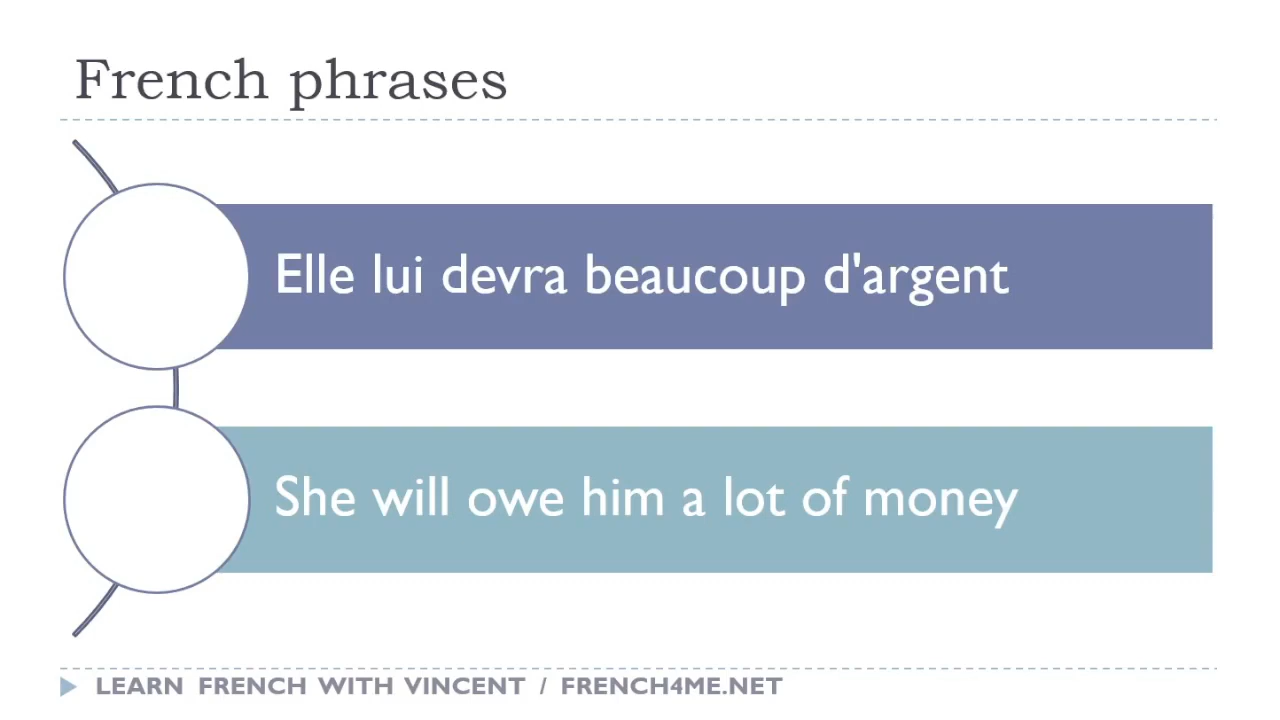 French phrases
Elle lui devra beaucoup d'argent
She will owe him a lot of money
LEARN FRENCH WITH VINCENT / FRENCH4ME.NET